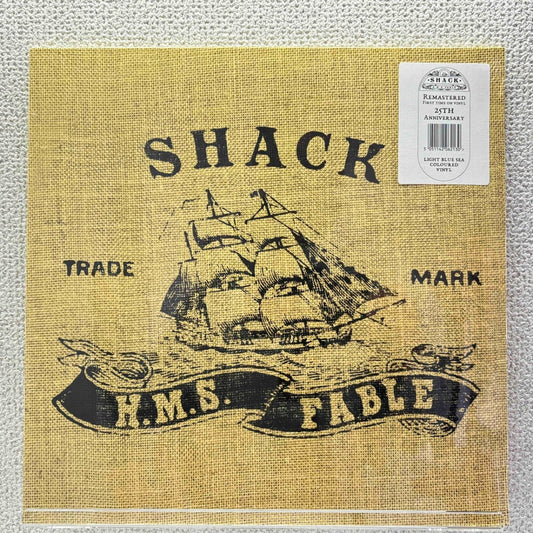 SHACK
TRADE MARK
H.M.S. FABLE
SHACK
REMASTERED
FIRST TIME ON VINYL
25TH
ANNIVERSARY
LIGHT BLUE SEA
COLOURED
VINYL